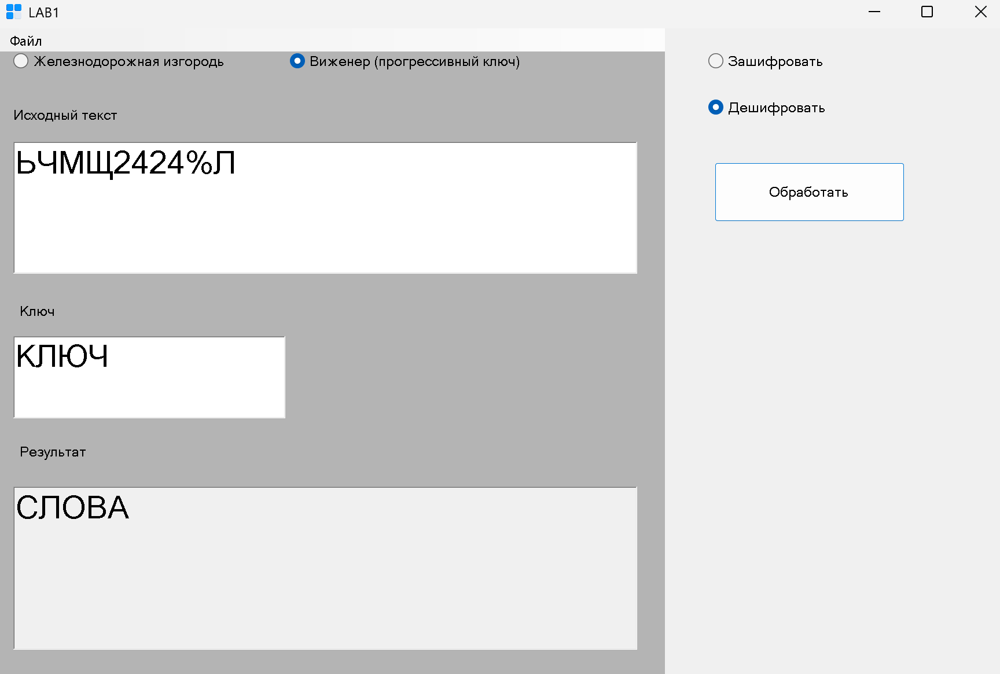 LAB1
Файл
Железнодорожная изгородь
Виженер (прогрессивный ключ)
Зашифровать
Дешифровать
Исходный текст
ЬЧМЩ2424%Л
Обработать
Ключ
КЛЮЧ
Результат
СЛОВА